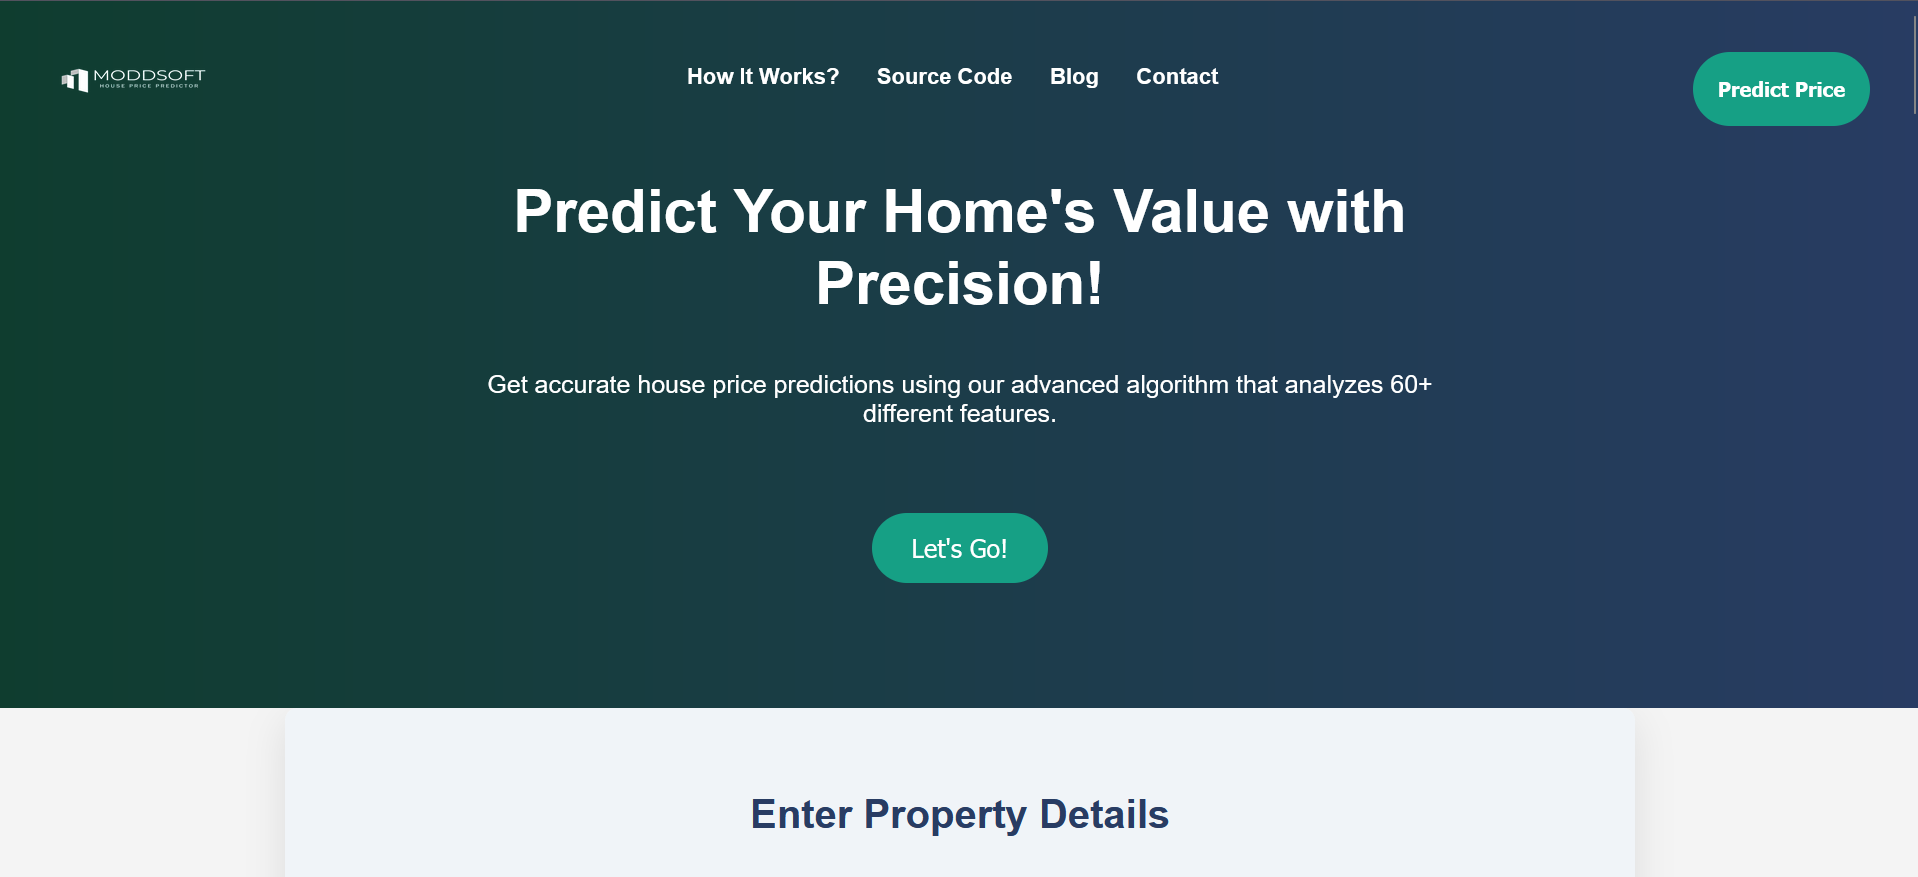 MODDSOFT
HOUSE PRICE PREDICTOR
How It Works?
Source Code
Blog
Contact
Predict Price
Predict Your Home's Value with
Precision!
Get accurate house price predictions using our advanced algorithm that analyzes 60+
different features.
Let's Go!
Enter Property Details